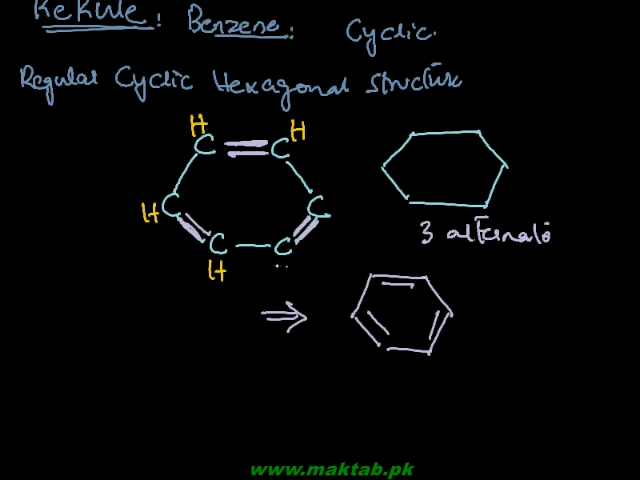 Kekule: Benzene: Cyclic.
Regular Cyclic Hexagonal Structure
H H
C C
H C C
C C
H
3 alternate
www.maktab.pk